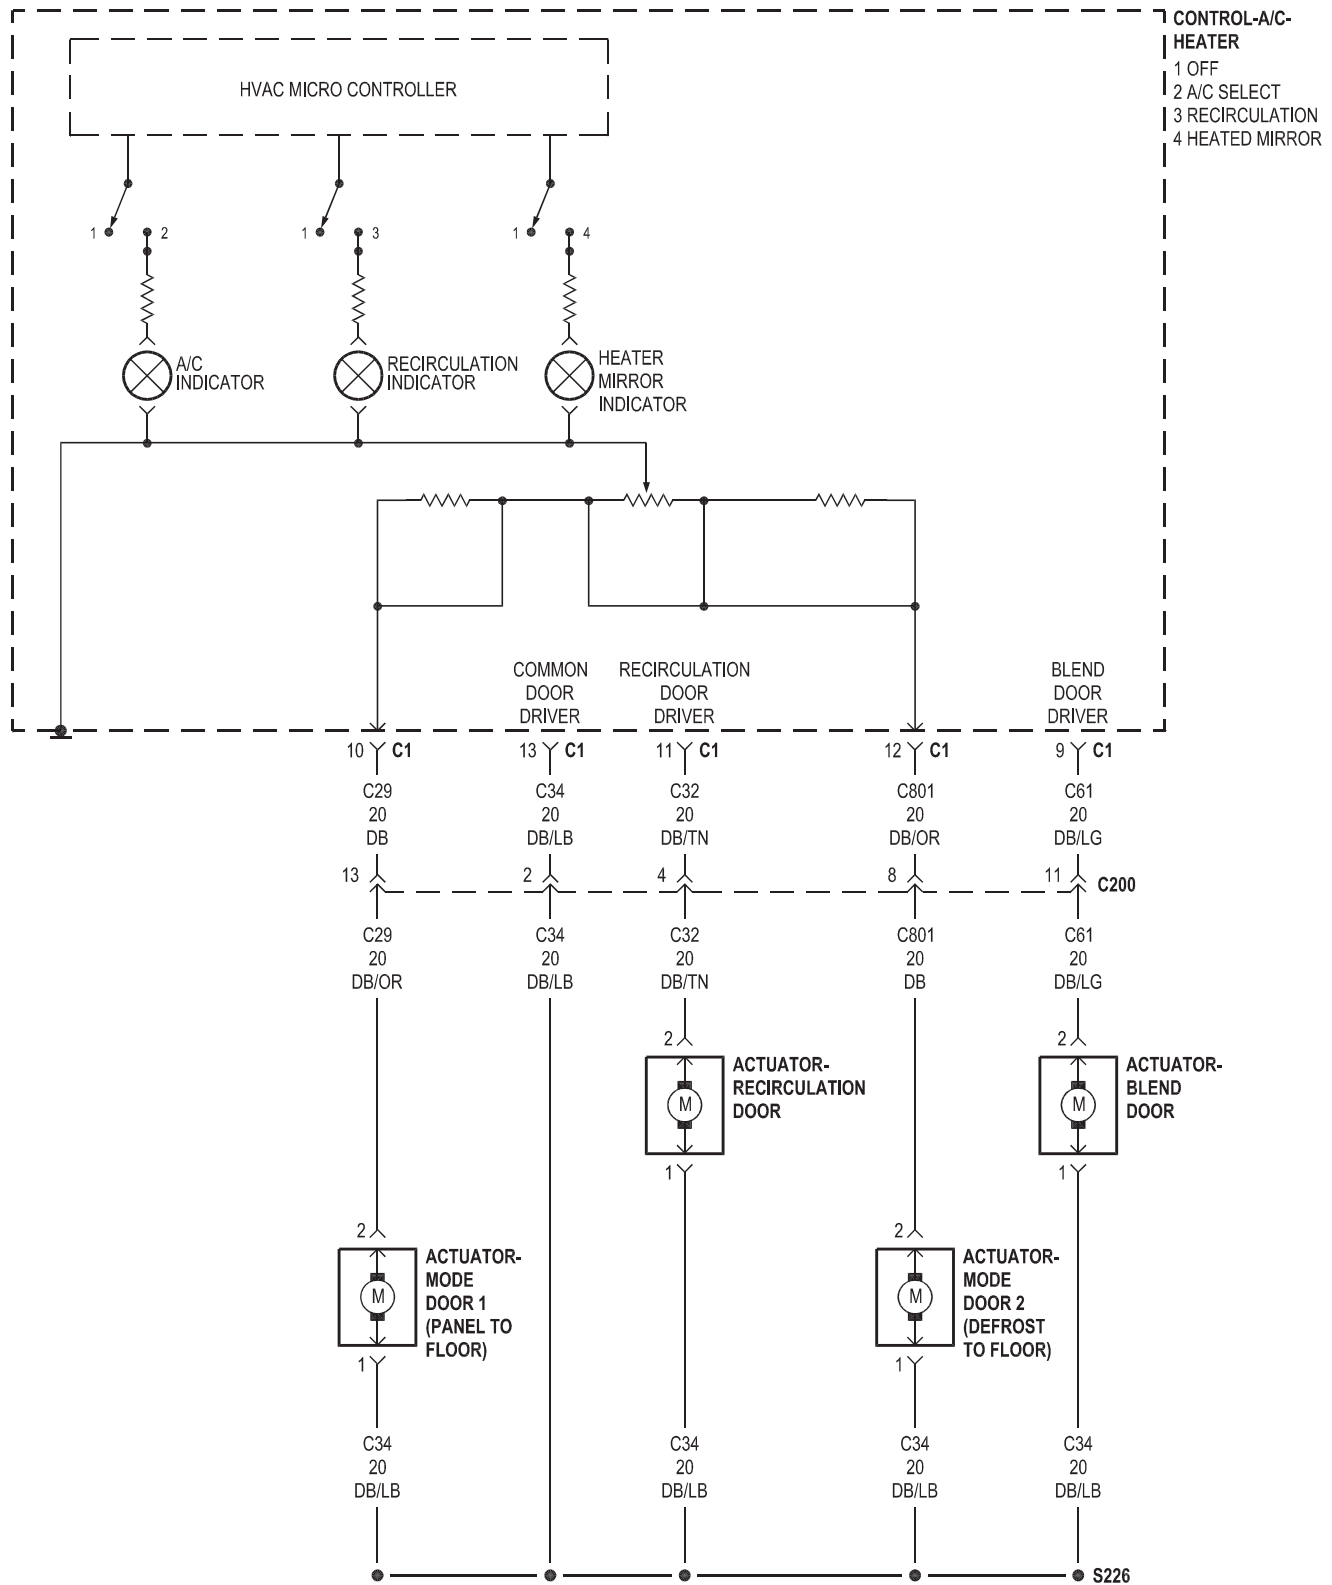 CONTROL-A/C-
HEATER
1 OFF
2 A/C SELECT
3 RECIRCULATION
4 HEATED MIRROR
HVAC MICRO CONTROLLER
1 2 1 3 1 4
A/C
INDICATOR
RECIRCULATION
INDICATOR
HEATER
MIRROR
INDICATOR
COMMON
DOOR
DRIVER
RECIRCULATION
DOOR
DRIVER
BLEND
DOOR
DRIVER
10 C1 13 C1 11 C1 12 C1 9 C1
C29 C34 C32 C801 C61
20 20 20 20 20
DB DB/LB DB/TN DB/OR DB/LG
13 2 4 8 11 C200
C29 C34 C32 C801 C61
20 20 20 20 20
DB/OR DB/LB DB/TN DB DB/LG
2 2
M
ACTUATOR-
RECIRCULATION
DOOR
M
ACTUATOR-
BLEND
DOOR
1 1
2 2
M
ACTUATOR-
MODE
DOOR 1
(PANEL TO
FLOOR)
M
ACTUATOR-
MODE
DOOR 2
(DEFROST
TO FLOOR)
1 1
C34 C34 C34 C34
20 20 20 20
DB/LB DB/LB DB/LB DB/LB
S226